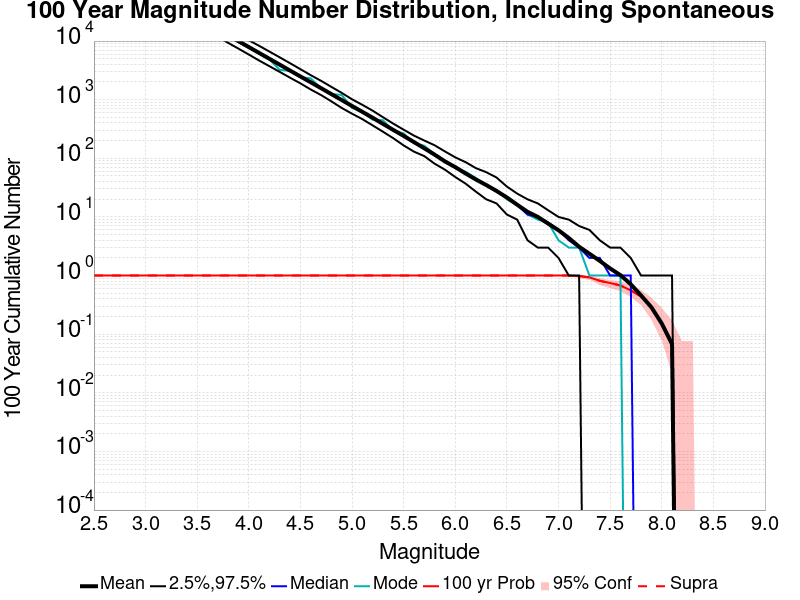 100 Year Magnitude Number Distribution, Including Spontaneous
10^4
10^3
10^2
10^1
10^0
10^-1
10^-2
10^-3
10^-4
100 Year Cumulative Number
2.5 3.0 3.5 4.0 4.5 5.0 5.5 6.0 6.5 7.0 7.5 8.0 8.5 9.0
Magnitude
Mean 2.5%,97.5% Median Mode 100 yr Prob 95% Conf Supra